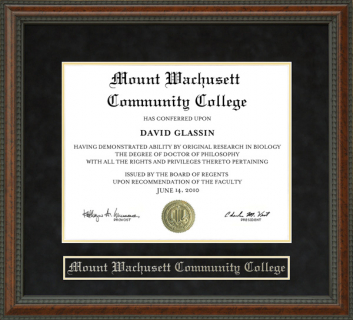 Mount Wachusett
Community College
HAS CONFERRED UPON
DAVID GLASSIN
HAVING DEMONSTRATED ABILITY BY ORIGINAL RESEARCH IN BIOLOGY
THE DEGREE OF DOCTOR OF PHILOSOPHY
WITH ALL THE RIGHTS AND PRIVILEGES THERETO PERTAINING
ISSUED BY THE BOARD OF REGENTS
UPON RECOMMENDATION OF THE FACULTY
JUNE 14, 2010
PROVOST
PRESIDENT
Mount Wachusett Community College